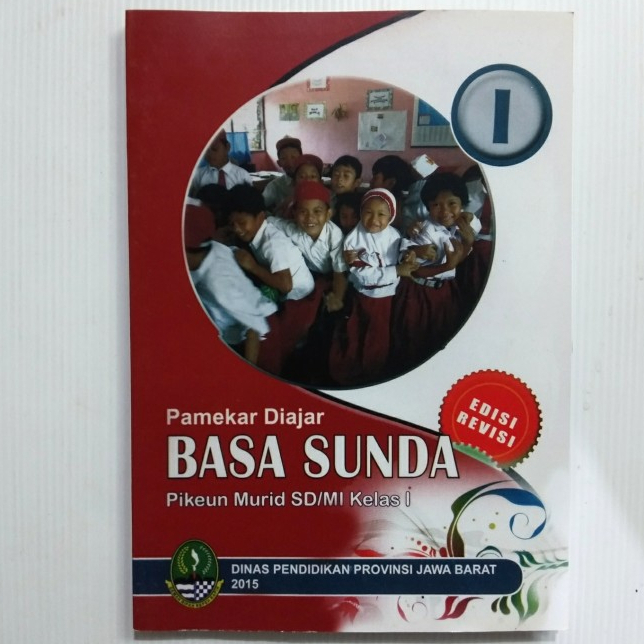 I
EDISI
REVISI
Pamekar Diajar
BASA SUNDA
Pikeun Murid SD/MI Kelas I
DINAS PENDIDIKAN PROVINSI JAWA BARAT
2015